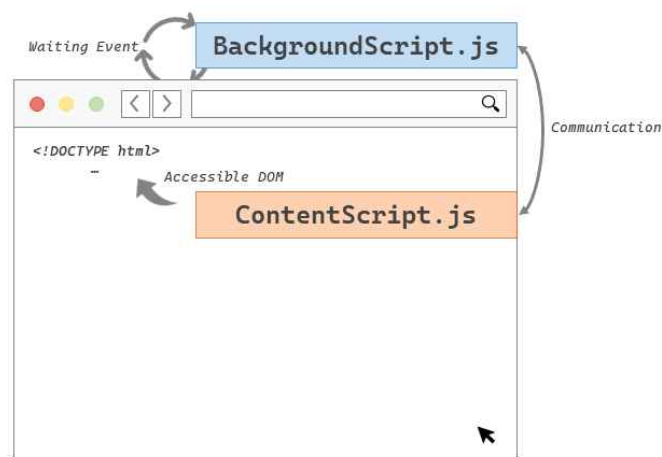 Waiting Event
BackgroundScript.js
Communication
<!DOCTYPE html>
…
Accessible DOM
ContentScript.js